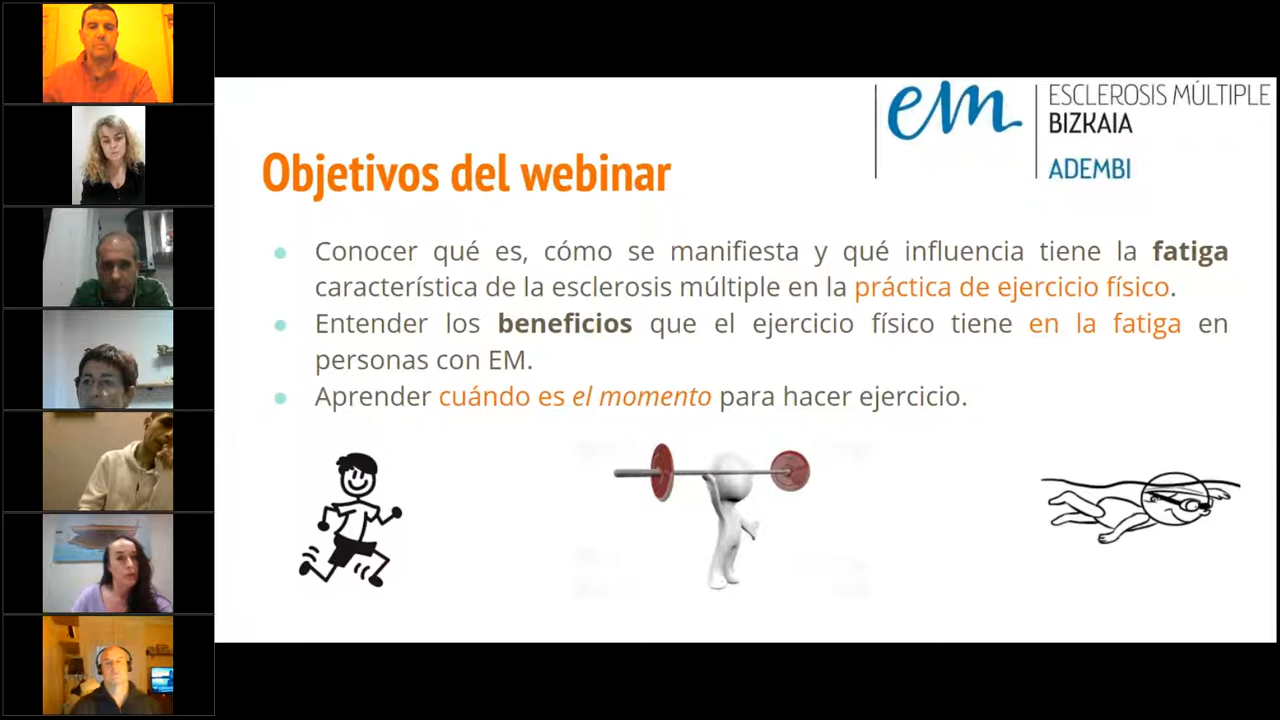 em
ESCLEROSIS MÚLTIPLE
BIZKAIA
ADEMBI
Objetivos del webinar
Conocer qué es, cómo se manifiesta y qué influencia tiene la fatiga
característica de la esclerosis múltiple en la práctica de ejercicio físico.
Entender los beneficios que el ejercicio físico tiene en la fatiga en
personas con EM.
Aprender cuándo es el momento para hacer ejercicio.